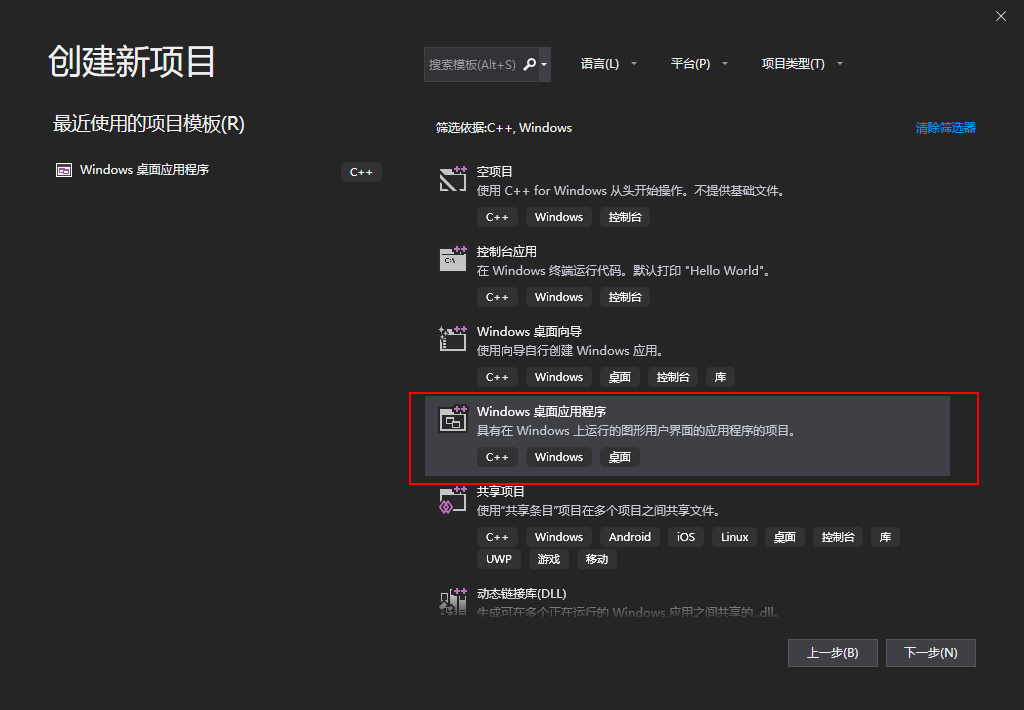 创建新项目
最近使用的项目模板(R)
Windows 桌面应用程序
C++
搜索模板(Alt+S)
语言(L)
平台(P)
项目类型(T)
筛选依据:C++, Windows
清除筛选器
空项目
使用 C++ for Windows 从头开始操作。不提供基础文件。
C++ Windows 控制台
控制台应用
C:\
在 Windows 终端运行代码。默认打印 "Hello World"。
C++ Windows 控制台
Windows 桌面向导
使用向导自行创建 Windows 应用。
C++ Windows 桌面 控制台 库
Windows 桌面应用程序
具有在 Windows 上运行的图形用户界面的应用程序的项目。
C++ Windows 桌面
共享项目
使用"共享条目"项目在多个项目之间共享文件。
C++ Windows Android iOS Linux 桌面 控制台 库
UWP 游戏 移动
动态链接库(DLL)
生成可在多个正在运行的 Windows 应用之间共享的 .dll。
上一步(B)
下一步(N)